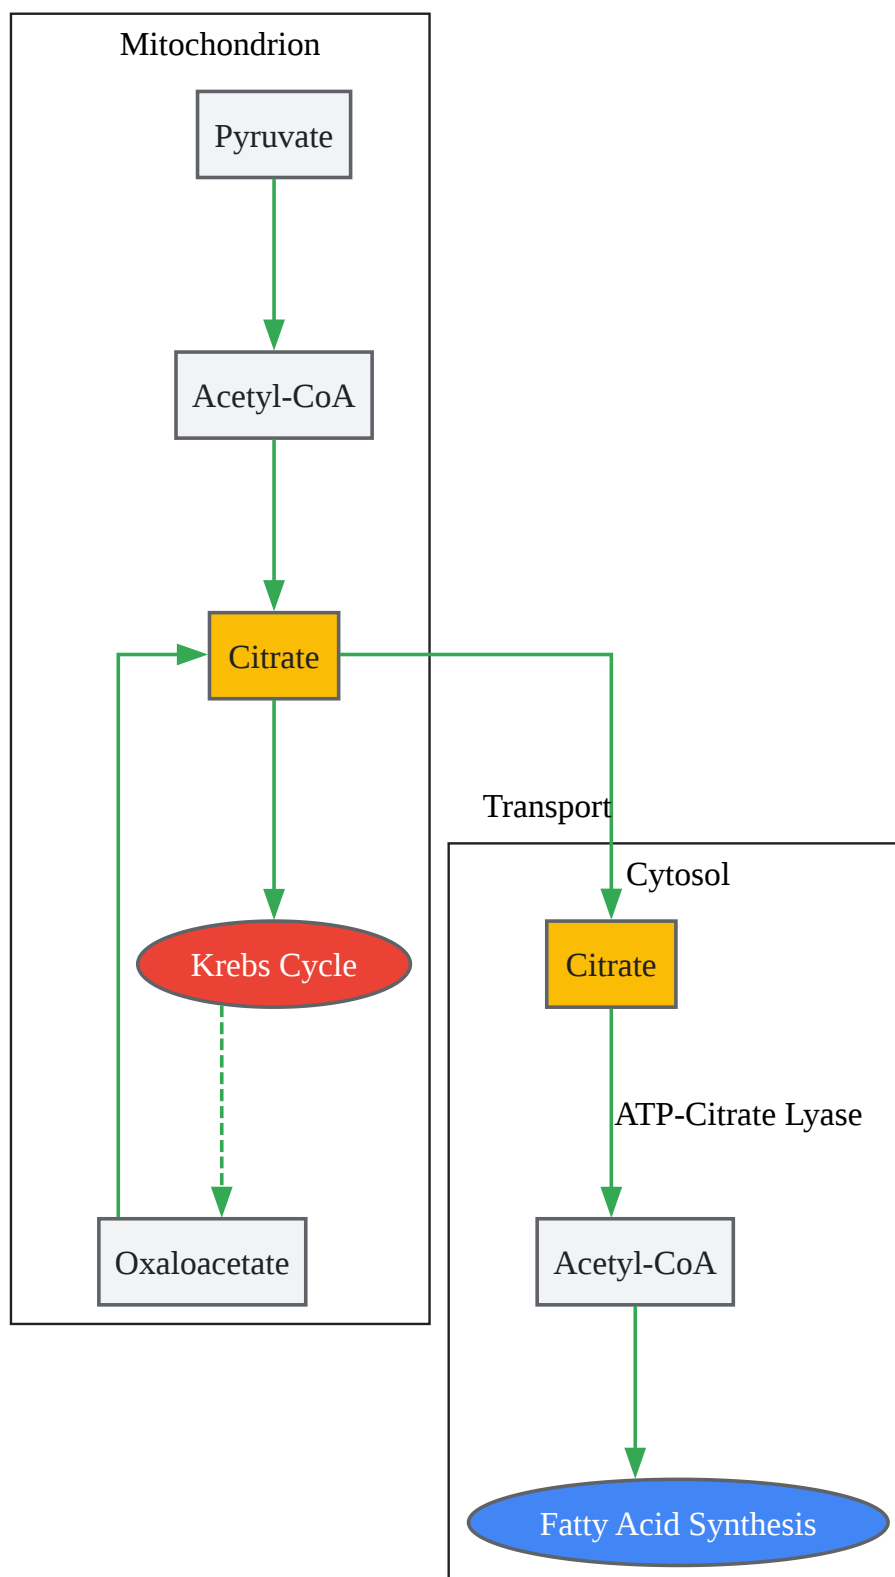 Mitochondrion
Pyruvate
Acetyl-CoA
Citrate
Transport
Cytosol
Krebs Cycle
Citrate
ATP-Citrate Lyase
Oxaloacetate
Acetyl-CoA
Fatty Acid Synthesis